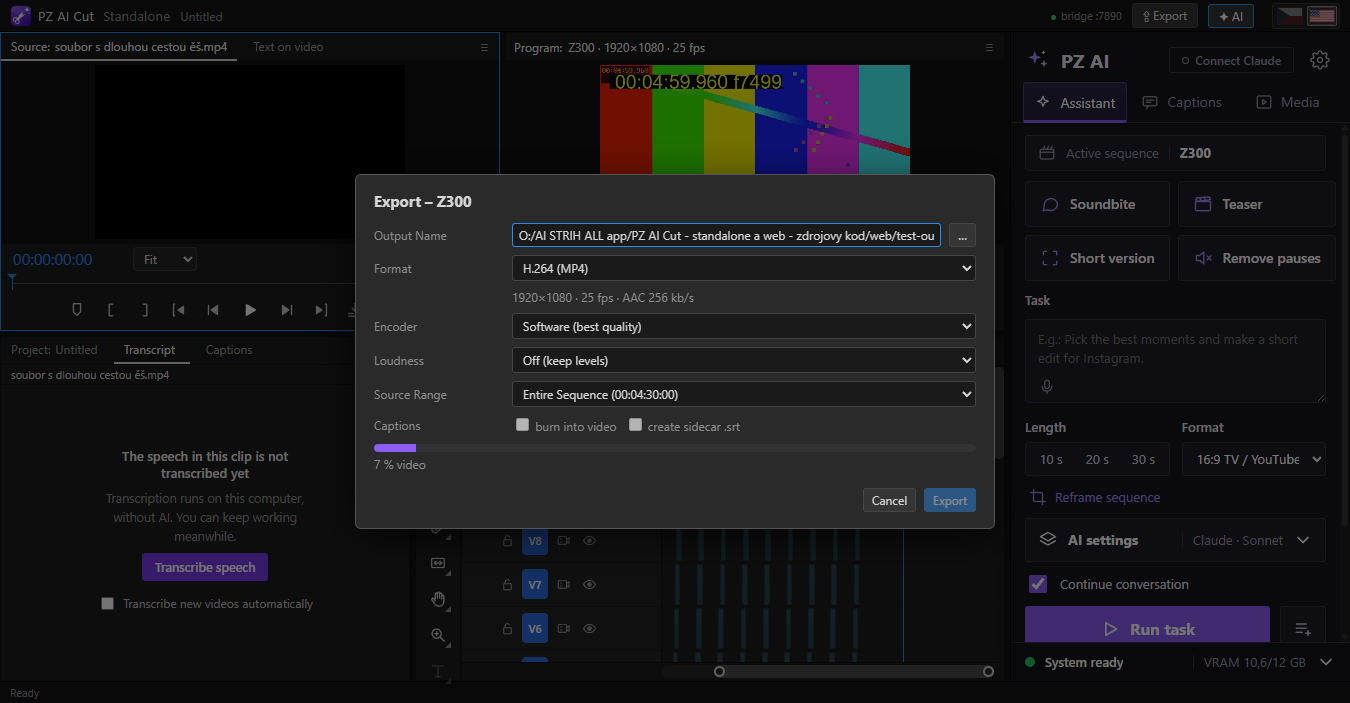 PZ AI Cut Standalone Untitled
bridge :7890
Export
AI
Source: soubor s dlouhou cestou ěš.mp4
Text on video
Program: Z300 · 1920×1080 · 25 fps
00:04:59.960 f7499
00:00:00:00
Fit
Project: Untitled
Transcript
Captions
soubor s dlouhou cestou ěš.mp4
The speech in this clip is not
transcribed yet
Transcription runs on this computer,
without AI. You can keep working
meanwhile.
Transcribe speech
Transcribe new videos automatically
Export – Z300
Output Name
O:/AI STRIH ALL app/PZ AI Cut - standalone a web - zdrojovy kod/web/test-ou
...
Format
H.264 (MP4)
1920×1080 · 25 fps · AAC 256 kb/s
Encoder
Software (best quality)
Loudness
Off (keep levels)
Source Range
Entire Sequence (00:04:30:00)
Captions
burn into video
create sidecar .srt
7 % video
Cancel
Export
V8
V7
V6
PZ AI
Connect Claude
Assistant
Captions
Media
Active sequence
Z300
Soundbite
Teaser
Short version
Remove pauses
Task
E.g.: Pick the best moments and make a short
edit for Instagram.
Length
Format
10 s
20 s
30 s
16:9 TV / YouTube
Reframe sequence
AI settings
Claude · Sonnet
Continue conversation
Run task
System ready
VRAM 10,6/12 GB
Ready